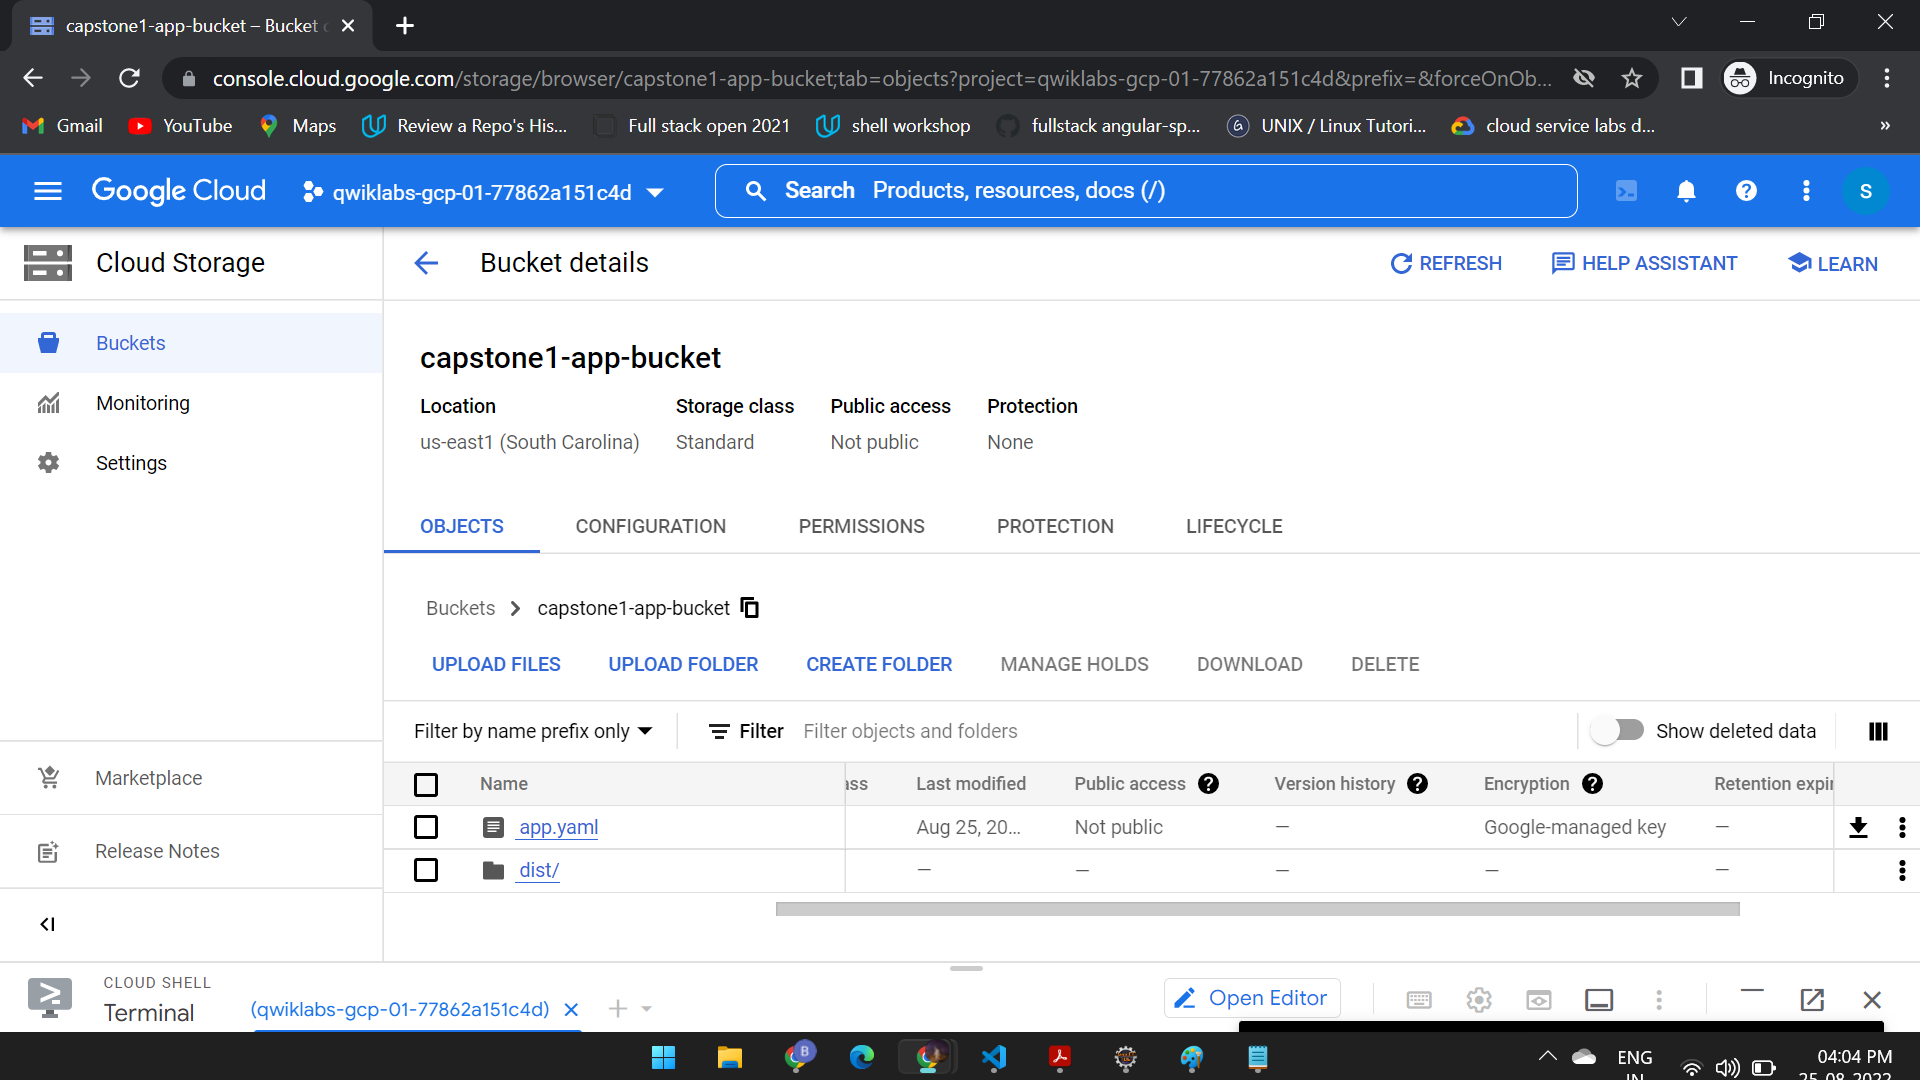 capstone1-app-bucket – Bucket
console.cloud.google.com/storage/browser/capstone1-app-bucket;tab=objects?project=qwiklabs-gcp-01-77862a151c4d&prefix=&forceOnOb...
Incognito
Gmail YouTube Maps Review a Repo's His... Full stack open 2021 shell workshop fullstack angular-sp... UNIX / Linux Tutori... cloud service labs d... »
Google Cloud qwiklabs-gcp-01-77862a151c4d Search Products, resources, docs (/) S
Cloud Storage
Bucket details
REFRESH HELP ASSISTANT LEARN
Buckets
Monitoring
Settings
Marketplace
Release Notes
capstone1-app-bucket
Location Storage class Public access Protection
us-east1 (South Carolina) Standard Not public None
OBJECTS CONFIGURATION PERMISSIONS PROTECTION LIFECYCLE
Buckets > capstone1-app-bucket
UPLOAD FILES UPLOAD FOLDER CREATE FOLDER MANAGE HOLDS DOWNLOAD DELETE
Filter by name prefix only Filter Filter objects and folders Show deleted data
Name ass Last modified Public access Version history Encryption Retention expir
app.yaml Aug 25, 20... Not public — Google-managed key —
dist/ — — — — —
CLOUD SHELL
Terminal (qwiklabs-gcp-01-77862a151c4d) Open Editor
ENG
IN
04:04 PM
25-08-2022